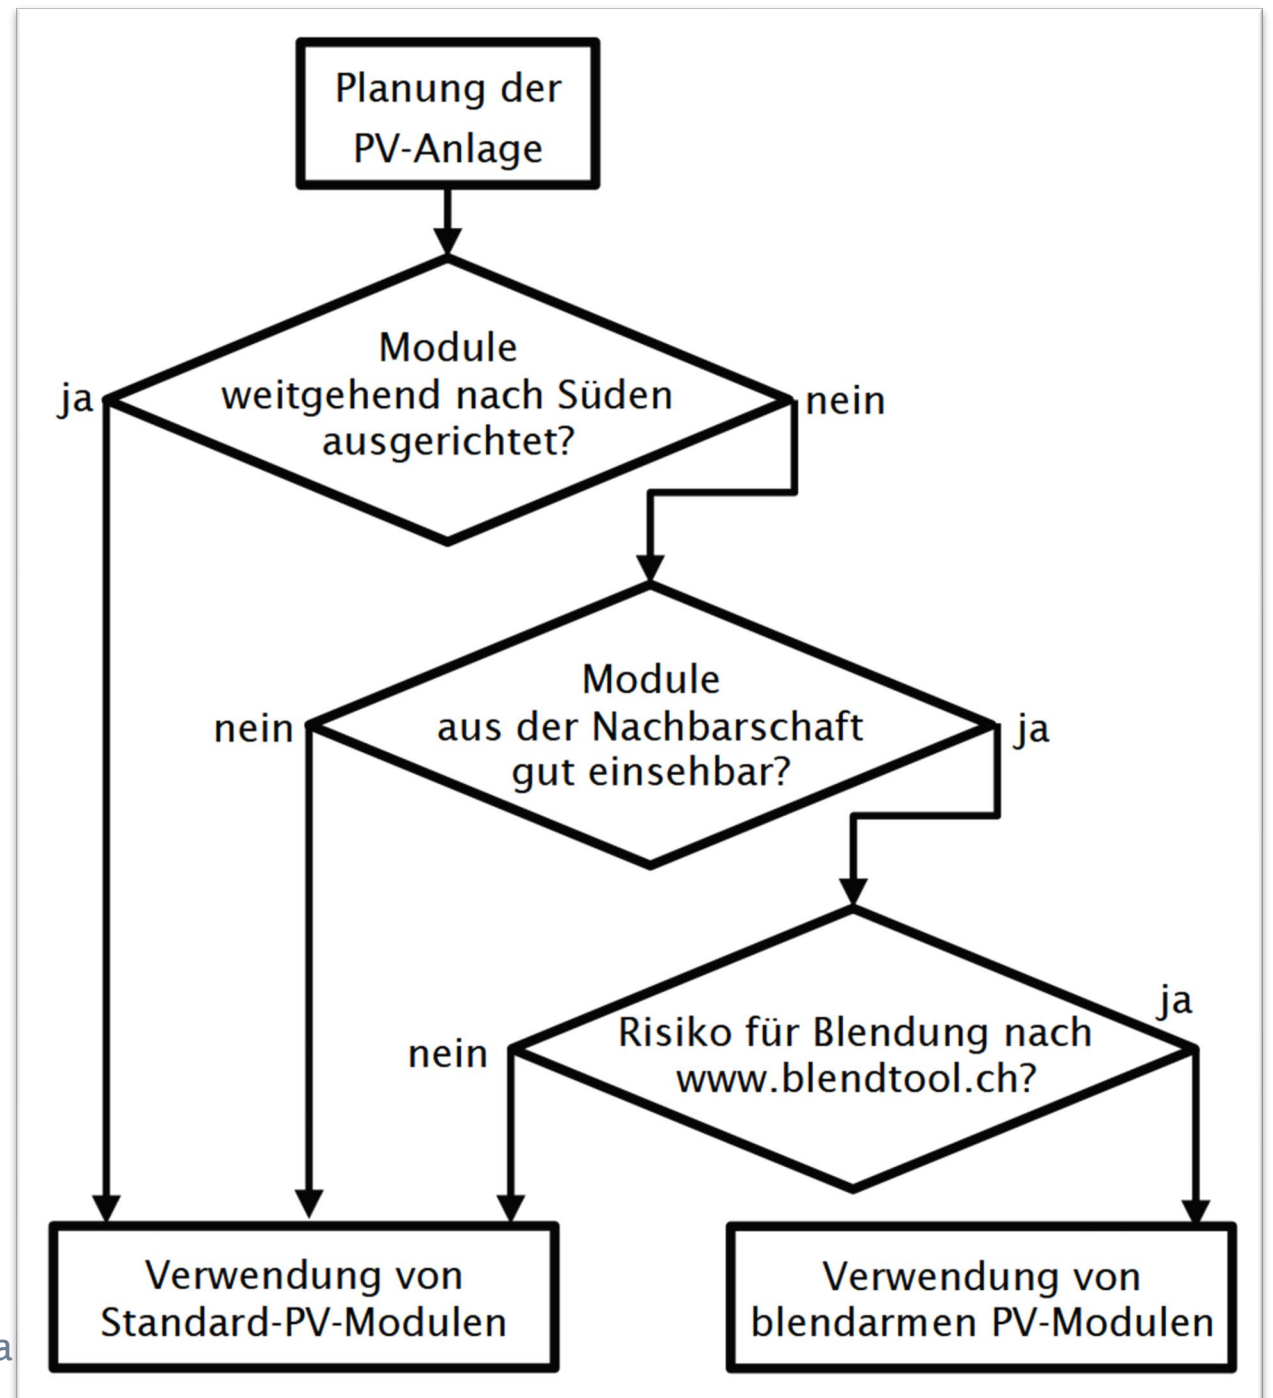 Planung der
PV-Anlage
Module
weitgehend nach Süden
ausgerichtet?
ja
nein
Module
aus der Nachbarschaft
gut einsehbar?
nein
ja
Risiko für Blendung nach
www.blendtool.ch?
nein
ja
Verwendung von
Standard-PV-Modulen
Verwendung von
blendarmen PV-Modulen
a